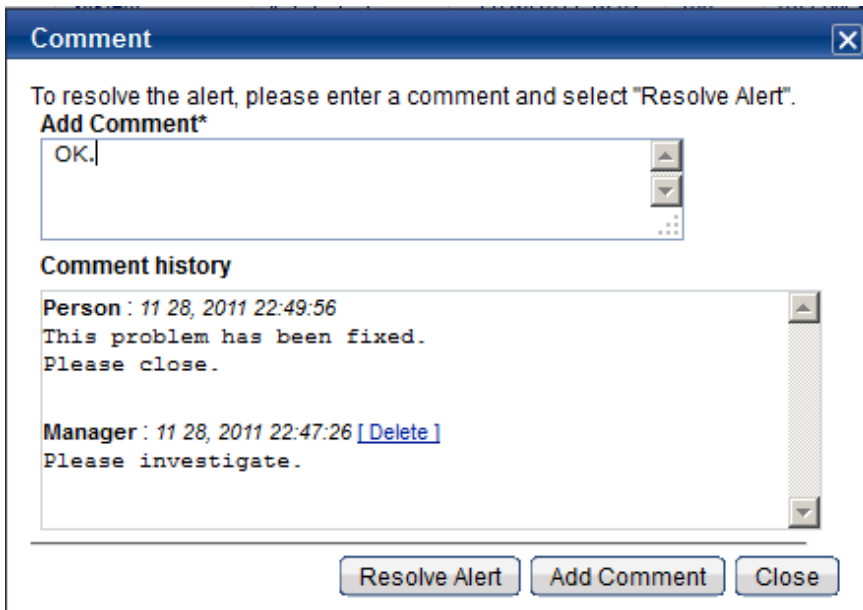 Comment
To resolve the alert, please enter a comment and select "Resolve Alert".
Add Comment*
OK.
Comment history
Person : 11 28, 2011 22:49:56
This problem has been fixed.
Please close.
Manager : 11 28, 2011 22:47:26 [ Delete ]
Please investigate.
Resolve Alert Add Comment Close